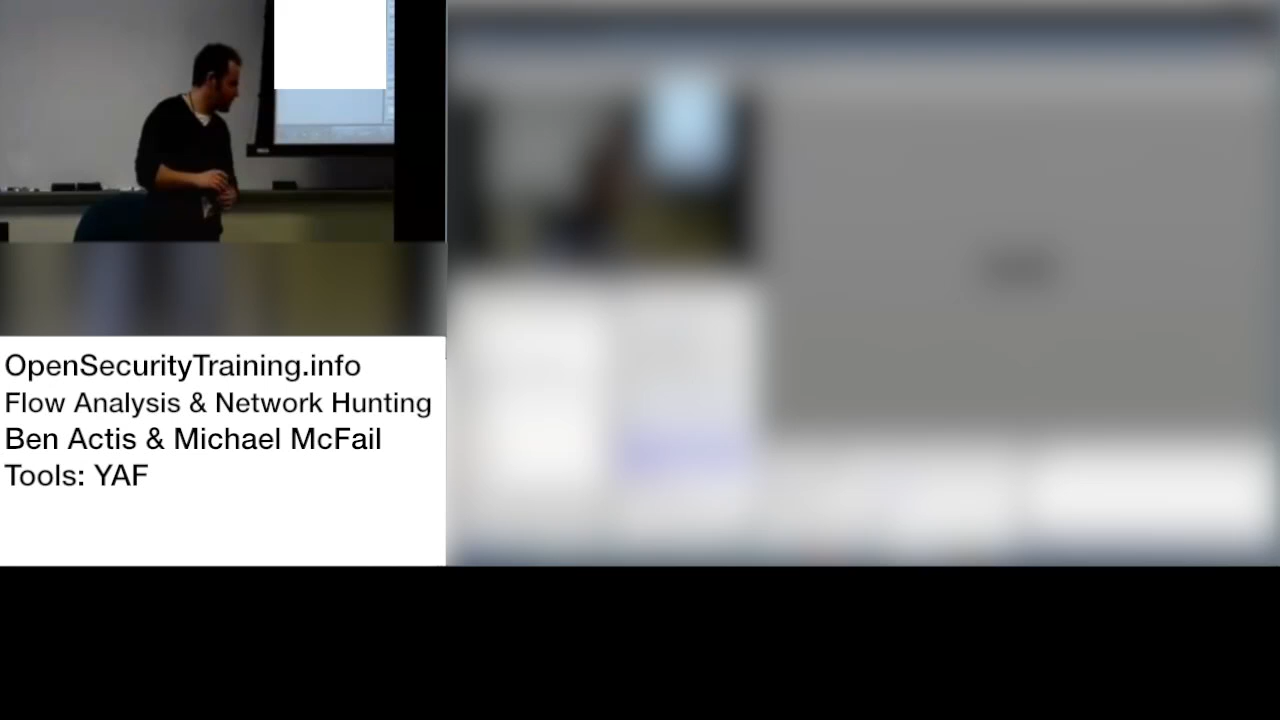 OpenSecurityTraining.info
Flow Analysis & Network Hunting
Ben Actis & Michael McFail
Tools: YAF